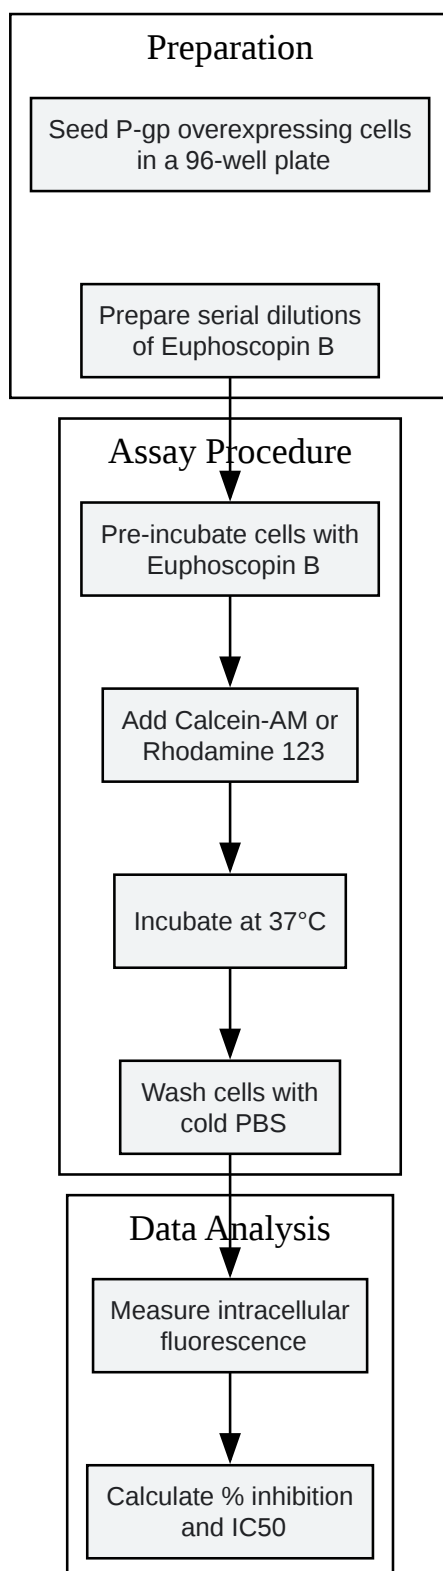 Preparation
Seed P-gp overexpressing cells
in a 96-well plate
Prepare serial dilutions
of Euphoscopin B
Assay Procedure
Pre-incubate cells with
Euphoscopin B
Add Calcein-AM or
Rhodamine 123
Incubate at 37°C
Wash cells with
cold PBS
Data Analysis
Measure intracellular
fluorescence
Calculate % inhibition
and IC50